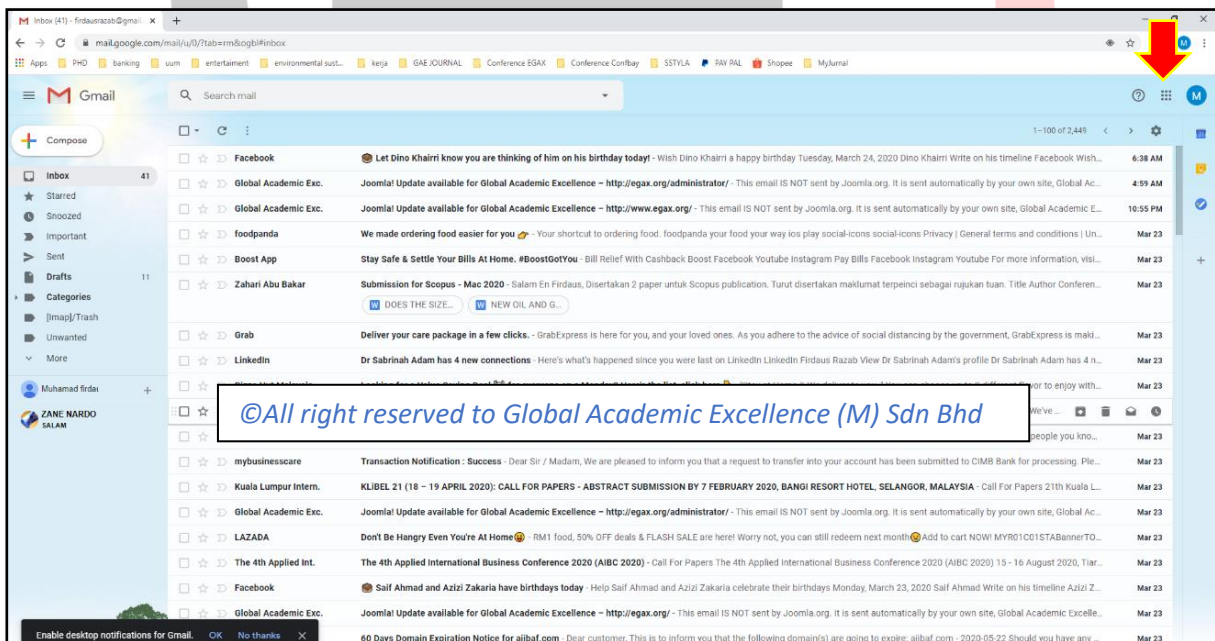 Inbox (41) - firdausrazab@gmail. × +
mail.google.com/mail/u/0/?tab=rm&ogbl#inbox
Apps PHD banking uum entertaiment environmental sust... kerja GAE JOURNAL Conference EGAX Conference Confbay SSTYLA PAY PAL Shopee MyJurnal
Gmail Search mail M
Compose 1–100 of 2,449
Inbox 41
Starred
Snoozed
Important
Sent
Drafts 11
Categories
[Imap]/Trash
Unwanted
More
Muhamad firdau +
ZANE NARDO
SALAM
Facebook Let Dino Khairri know you are thinking of him on his birthday today! - Wish Dino Khairri a happy birthday Tuesday, March 24, 2020 Dino Khairri Write on his timeline Facebook Wish... 6:38 AM
Global Academic Exc. Joomla! Update available for Global Academic Excellence – http://egax.org/administrator/ - This email IS NOT sent by Joomla.org. It is sent automatically by your own site, Global Ac... 4:59 AM
Global Academic Exc. Joomla! Update available for Global Academic Excellence – http://www.egax.org/ - This email IS NOT sent by Joomla.org. It is sent automatically by your own site, Global Academic E... 10:55 PM
foodpanda We made ordering food easier for you 👉 - Your shortcut to ordering food. foodpanda your food your way ios play social-icons social-icons Privacy | General terms and conditions | Un... Mar 23
Boost App Stay Safe & Settle Your Bills At Home. #BoostGotYou - Bill Relief With Cashback Boost Facebook Youtube Instagram Pay Bills Facebook Instagram Youtube For more information, visi... Mar 23
Zahari Abu Bakar Submission for Scopus - Mac 2020 - Salam En Firdaus, Disertakan 2 paper untuk Scopus publication. Turut disertakan maklumat terpeinci sebagai rujukan tuan. Title Author Conferen... Mar 23
W DOES THE SIZE... W NEW OIL AND G...
Grab Deliver your care package in a few clicks. - GrabExpress is here for you, and your loved ones. As you adhere to the advice of social distancing by the government, GrabExpress is maki... Mar 23
LinkedIn Dr Sabrinah Adam has 4 new connections - Here's what's happened since you were last on LinkedIn LinkedIn Firdaus Razab View Dr Sabrinah Adam's profile Dr Sabrinah Adam has 4 n... Mar 23
to enjoy with... Mar 23
©All right reserved to Global Academic Excellence (M) Sdn Bhd
We've ...
people you kno... Mar 23
mybusinesscare Transaction Notification : Success - Dear Sir / Madam, We are pleased to inform you that a request to transfer into your account has been submitted to CIMB Bank for processing. Ple... Mar 23
Kuala Lumpur Intern. KLiBEL 21 (18 – 19 APRIL 2020): CALL FOR PAPERS - ABSTRACT SUBMISSION BY 7 FEBRUARY 2020, BANGI RESORT HOTEL, SELANGOR, MALAYSIA - Call For Papers 21th Kuala L... Mar 23
Global Academic Exc. Joomla! Update available for Global Academic Excellence – http://egax.org/administrator/ - This email IS NOT sent by Joomla.org. It is sent automatically by your own site, Global Ac... Mar 23
LAZADA Don't Be Hangry Even You're At Home😩 - RM1 food, 50% OFF deals & FLASH SALE are here! Worry not, you can still redeem next month😉Add to cart NOW! MYR01C01STABannerTO... Mar 23
The 4th Applied Int. The 4th Applied International Business Conference 2020 (AIBC 2020) - Call For Papers The 4th Applied International Business Conference 2020 (AIBC 2020) 15 - 16 August 2020, Tiar... Mar 23
Facebook Saif Ahmad and Azizi Zakaria have birthdays today - Help Saif Ahmad and Azizi Zakaria celebrate their birthdays Monday, March 23, 2020 Saif Ahmad Write on his timeline Azizi Z... Mar 23
Global Academic Exc. Joomla! Update available for Global Academic Excellence – http://egax.org/ - This email IS NOT sent by Joomla.org. It is sent automatically by your own site, Global Academic Excelle... Mar 23
60 Days Domain Expiration Notice for aiibaf.com - Dear customer, This is to inform you that the following domain(s) are going to expire: aiibaf.com - 2020-05-22 Should you have any ... Mar 23
Enable desktop notifications for Gmail. OK No thanks ×